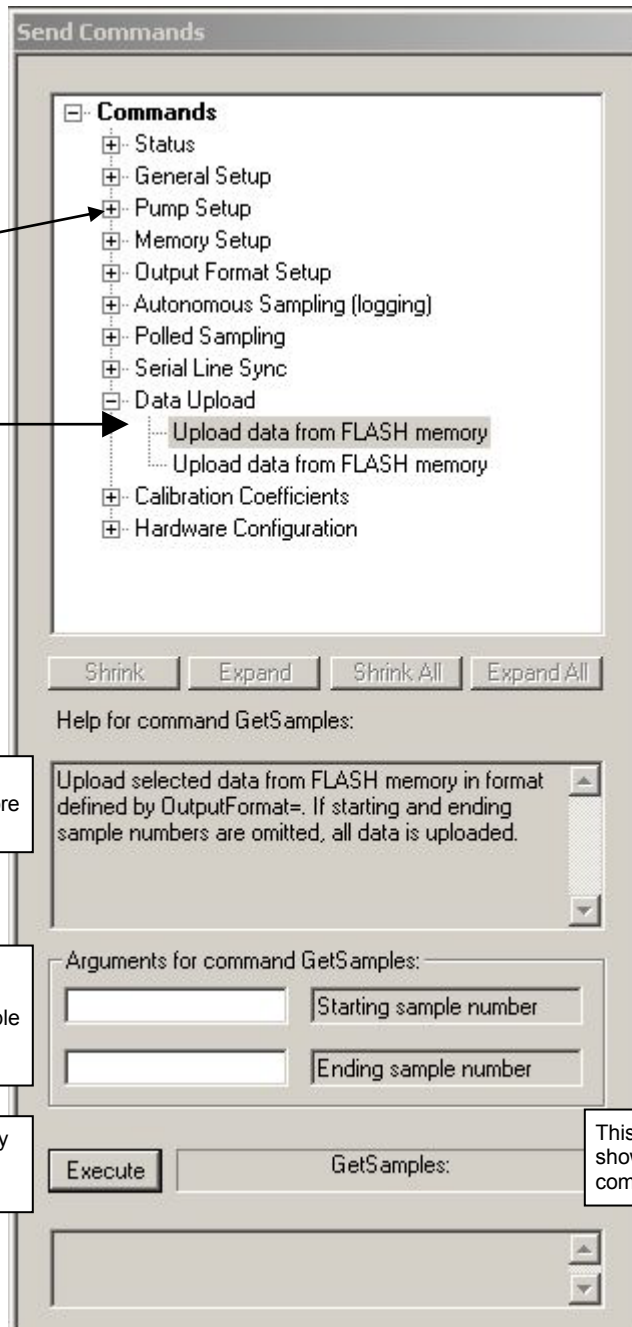 Send Commands
Commands
Status
General Setup
Pump Setup
Memory Setup
Output Format Setup
Autonomous Sampling (logging)
Polled Sampling
Serial Line Sync
Data Upload
Upload data from FLASH memory
Upload data from FLASH memory
Calibration Coefficients
Hardware Configuration
Shrink
Expand
Shrink All
Expand All
Help for command GetSamples:
Upload selected data from FLASH memory in format
defined by OutputFormat=. If starting and ending
sample numbers are omitted, all data is uploaded.
Arguments for command GetSamples:
Starting sample number
Ending sample number
Execute
GetSamples:
This